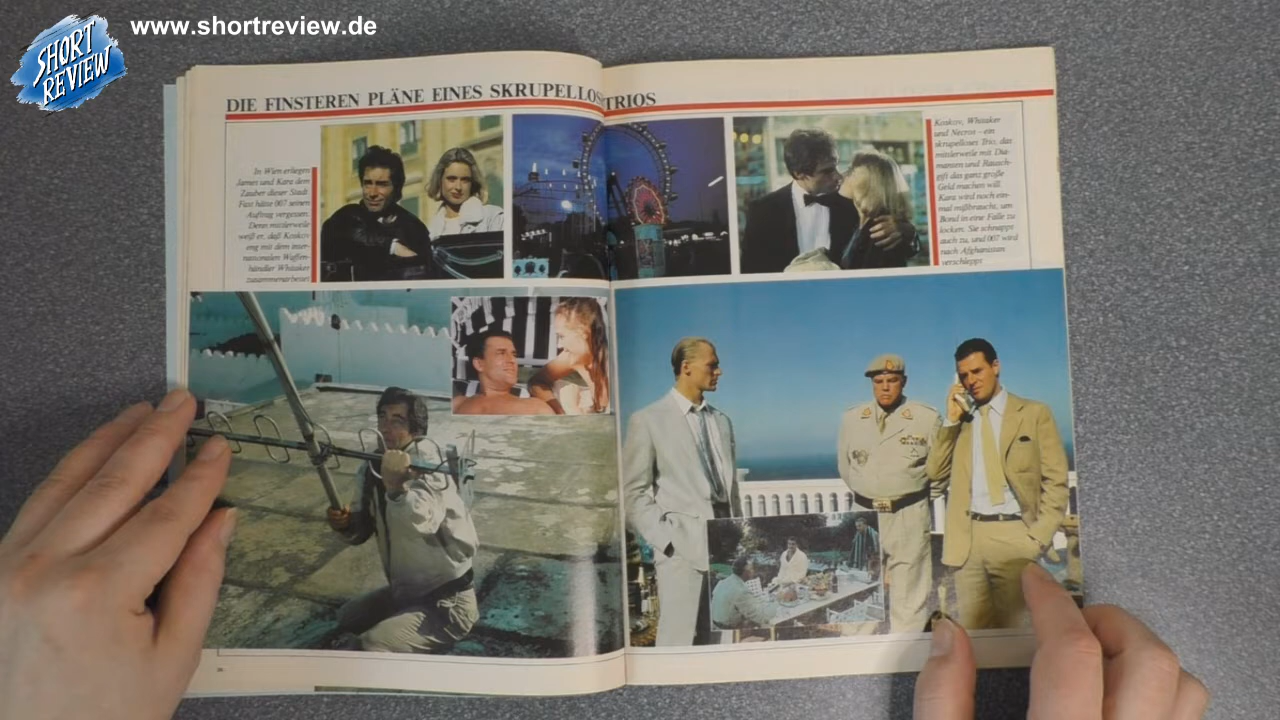 www.shortreview.de
SHORT
REVIEW
DIE FINSTEREN PLÄNE EINES SKRUPELLOS TRIOS
In Wien erliegen
James und Kara dem
Zauber dieser Stadt
Fast hätte 007 seinen
Auftrag vergessen.
Denn mittlerweile
weiß er, daß Koskov
eng mit dem inter-
nationalen Waffen-
händler Whitaker
zusammenarbeitet
Koskov, Whitaker
und Necros – ein
skrupelloses Trio, das
mittlerweile mit Dia-
manten und Rausch-
gift das ganz große
Geld machen will.
Kara wird noch ein-
mal mißbraucht, um
Bond in eine Falle zu
locken. Sie schnappt
auch zu, und 007 wird
nach Afghanistan
verschleppt